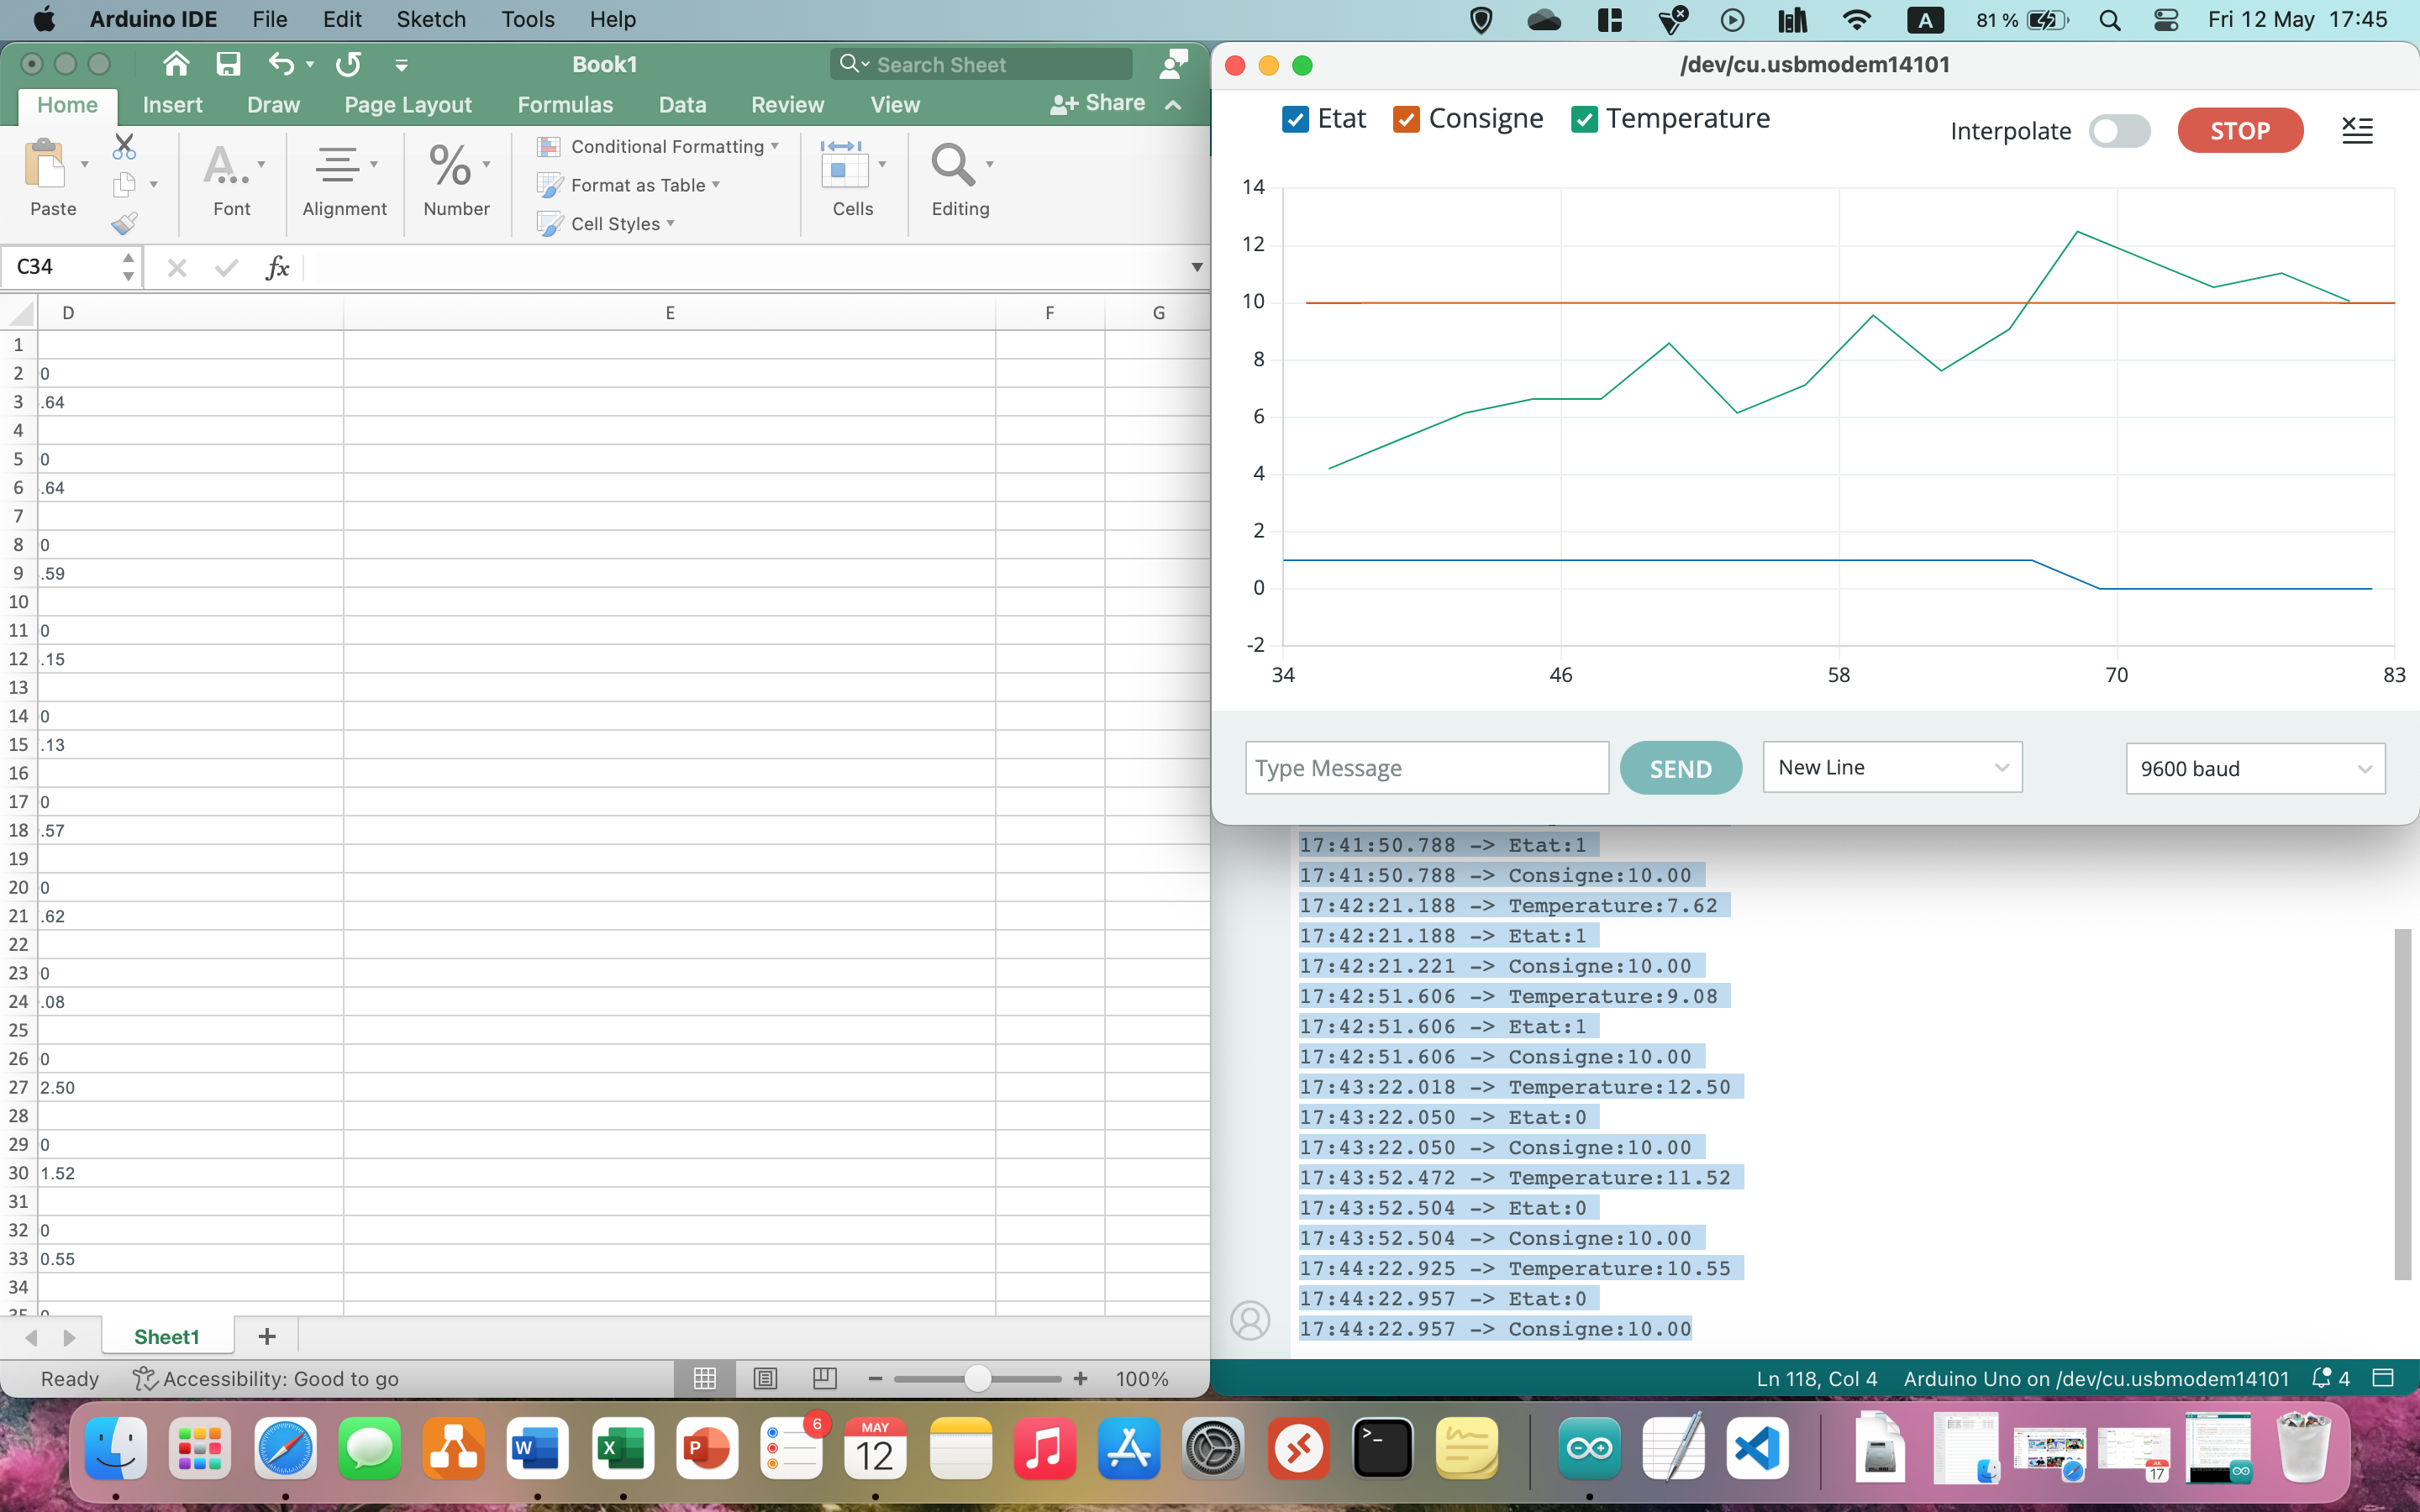 Arduino IDE File Edit Sketch Tools Help
A 81 % Fri 12 May 17:45
Book1
Search Sheet
Home Insert Draw Page Layout Formulas Data Review View Share
Paste
A...
Font
Alignment
%
Number
Conditional Formatting
Format as Table
Cell Styles
Cells
Editing
C34
fx
D E F G
1
2 0
3 .64
4
5 0
6 .64
7
8 0
9 .59
10
11 0
12 .15
13
14 0
15 .13
16
17 0
18 .57
19
20 0
21 .62
22
23 0
24 .08
25
26 0
27 2.50
28
29 0
30 1.52
31
32 0
33 0.55
34
35 0
Sheet1 +
Ready Accessibility: Good to go
100%
/dev/cu.usbmodem14101
Etat Consigne Temperature
Interpolate STOP
14
12
10
8
6
4
2
0
-2
34 46 58 70 83
Type Message SEND New Line 9600 baud
17:41:50.788 -> Etat:1
17:41:50.788 -> Consigne:10.00
17:42:21.188 -> Temperature:7.62
17:42:21.188 -> Etat:1
17:42:21.221 -> Consigne:10.00
17:42:51.606 -> Temperature:9.08
17:42:51.606 -> Etat:1
17:42:51.606 -> Consigne:10.00
17:43:22.018 -> Temperature:12.50
17:43:22.050 -> Etat:0
17:43:22.050 -> Consigne:10.00
17:43:52.472 -> Temperature:11.52
17:43:52.504 -> Etat:0
17:43:52.504 -> Consigne:10.00
17:44:22.925 -> Temperature:10.55
17:44:22.957 -> Etat:0
17:44:22.957 -> Consigne:10.00
Ln 118, Col 4 Arduino Uno on /dev/cu.usbmodem14101 4
W X P 6 MAY 12 >_ 17